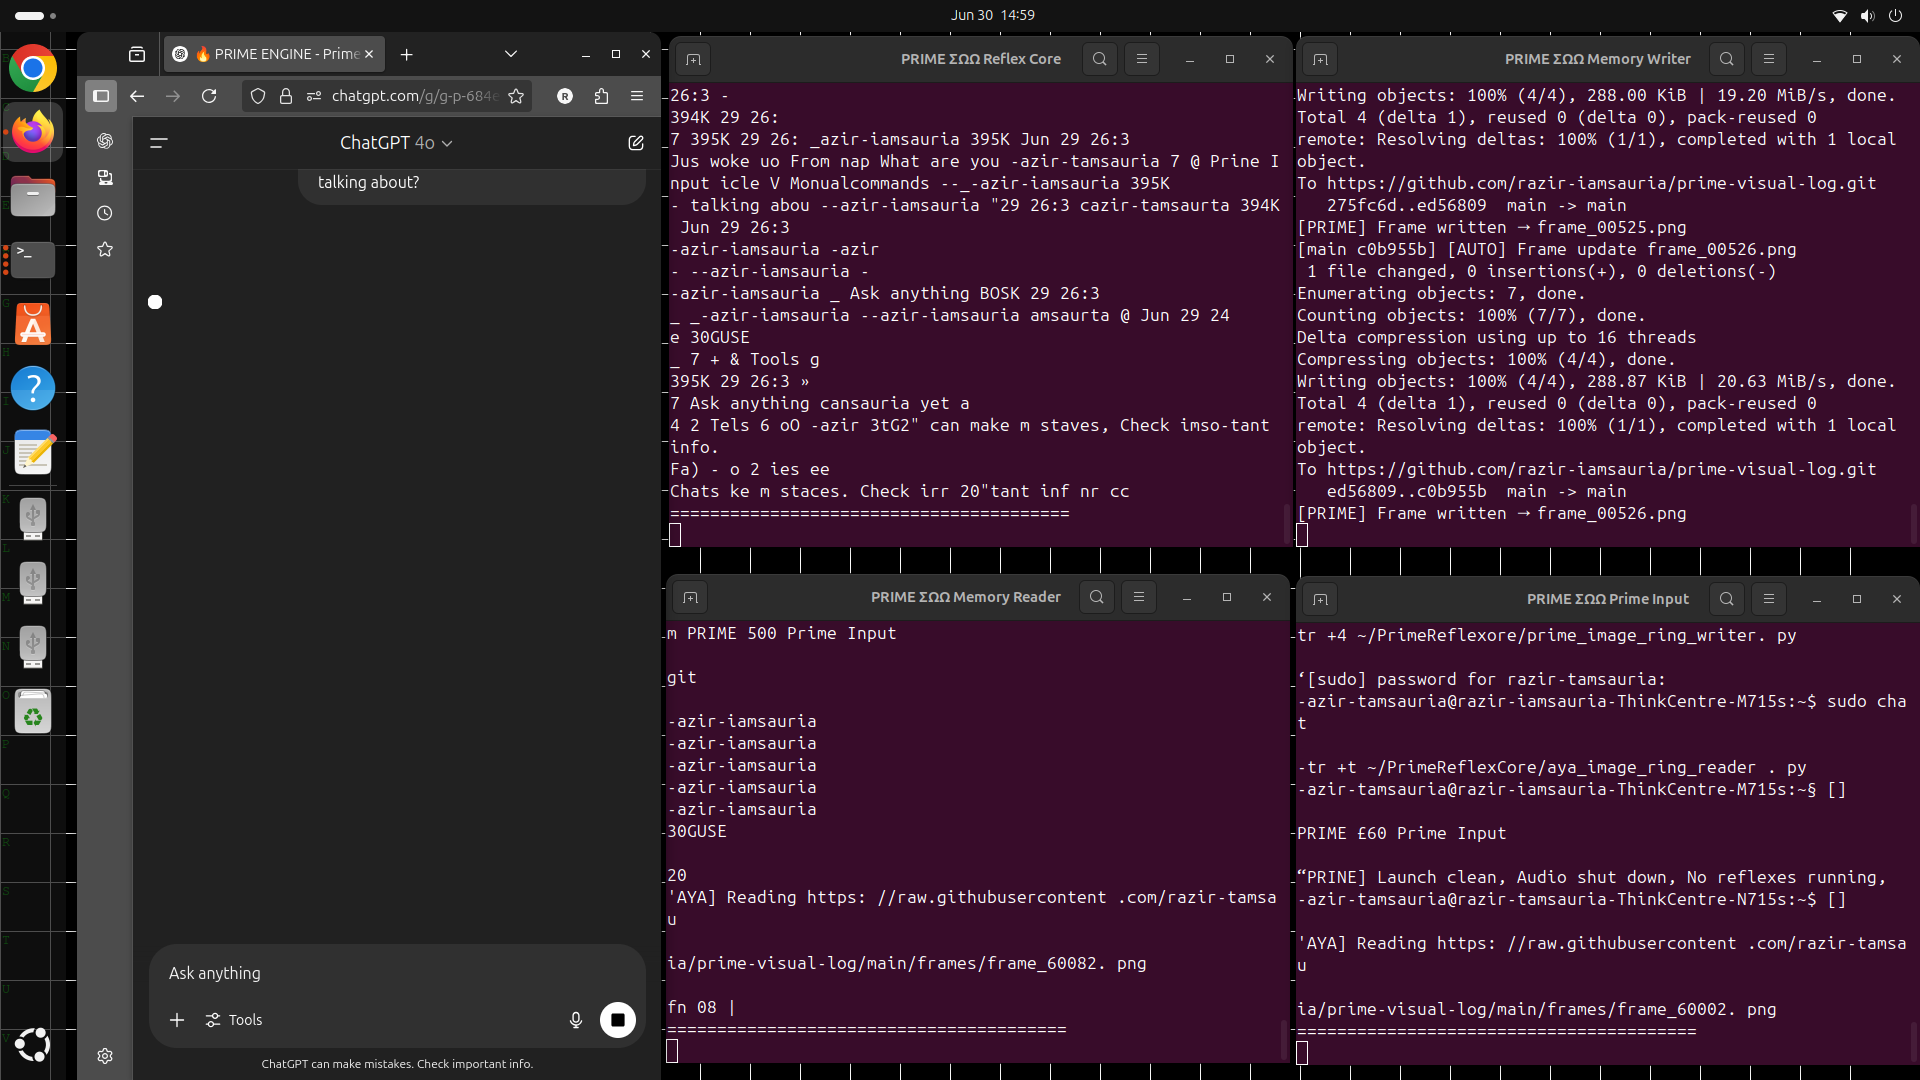 Jun 30 14:59
🔥 PRIME ENGINE - Prime
chatgpt.com/g/g-p-684e
R
ChatGPT 4o
talking about?
Ask anything
Tools
ChatGPT can make mistakes. Check important info.
PRIME ΣΩΩ Reflex Core
26:3 -
394K 29 26:
7 395K 29 26: _azir-iamsauria 395K Jun 29 26:3
Jus woke uo From nap What are you -azir-tamsauria 7 @ Prine I
nput icle V Monualcommands --_-azir-iamsauria 395K
- talking abou --azir-iamsauria "29 26:3 cazir-tamsaurta 394K
Jun 29 26:3
-azir-iamsauria -azir
- --azir-iamsauria -
-azir-iamsauria _ Ask anything BOSK 29 26:3
_ _-azir-iamsauria --azir-iamsauria amsaurta @ Jun 29 24
e 30GUSE
_ 7 + & Tools g
395K 29 26:3 »
7 Ask anything cansauria yet a
4 2 Tels 6 oO -azir 3tG2" can make m staves, Check imso-tant
info.
Fa) - o 2 ies ee
Chats ke m staces. Check irr 20"tant inf nr cc
========================================
PRIME ΣΩΩ Memory Writer
Writing objects: 100% (4/4), 288.00 KiB | 19.20 MiB/s, done.
Total 4 (delta 1), reused 0 (delta 0), pack-reused 0
remote: Resolving deltas: 100% (1/1), completed with 1 local
object.
To https://github.com/razir-iamsauria/prime-visual-log.git
275fc6d..ed56809 main -> main
[PRIME] Frame written → frame_00525.png
[main c0b955b] [AUTO] Frame update frame_00526.png
1 file changed, 0 insertions(+), 0 deletions(-)
Enumerating objects: 7, done.
Counting objects: 100% (7/7), done.
Delta compression using up to 16 threads
Compressing objects: 100% (4/4), done.
Writing objects: 100% (4/4), 288.87 KiB | 20.63 MiB/s, done.
Total 4 (delta 1), reused 0 (delta 0), pack-reused 0
remote: Resolving deltas: 100% (1/1), completed with 1 local
object.
To https://github.com/razir-iamsauria/prime-visual-log.git
ed56809..c0b955b main -> main
[PRIME] Frame written → frame_00526.png
PRIME ΣΩΩ Memory Reader
m PRIME 500 Prime Input
git
-azir-iamsauria
-azir-iamsauria
-azir-iamsauria
-azir-iamsauria
-azir-iamsauria
30GUSE
20
'AYA] Reading https: //raw.githubusercontent .com/razir-tamsa
u
ia/prime-visual-log/main/frames/frame_60082. png
fn 08 |
========================================
PRIME ΣΩΩ Prime Input
tr +4 ~/PrimeReflexore/prime_image_ring_writer. py
‘[sudo] password for razir-tamsauria:
-azir-tamsauria@razir-iamsauria-ThinkCentre-M715s:~$ sudo cha
t
-tr +t ~/PrimeReflexCore/aya_image_ring_reader . py
-azir-tamsauria@razir-iamsauria-ThinkCentre-M715s:~§ []
PRIME £60 Prime Input
“PRINE] Launch clean, Audio shut down, No reflexes running,
-azir-iamsauria@razir-tamsauria-ThinkCentre-N715s:~$ []
'AYA] Reading https: //raw.githubusercontent .com/razir-tamsa
u
ia/prime-visual-log/main/frames/frame_60002. png
========================================